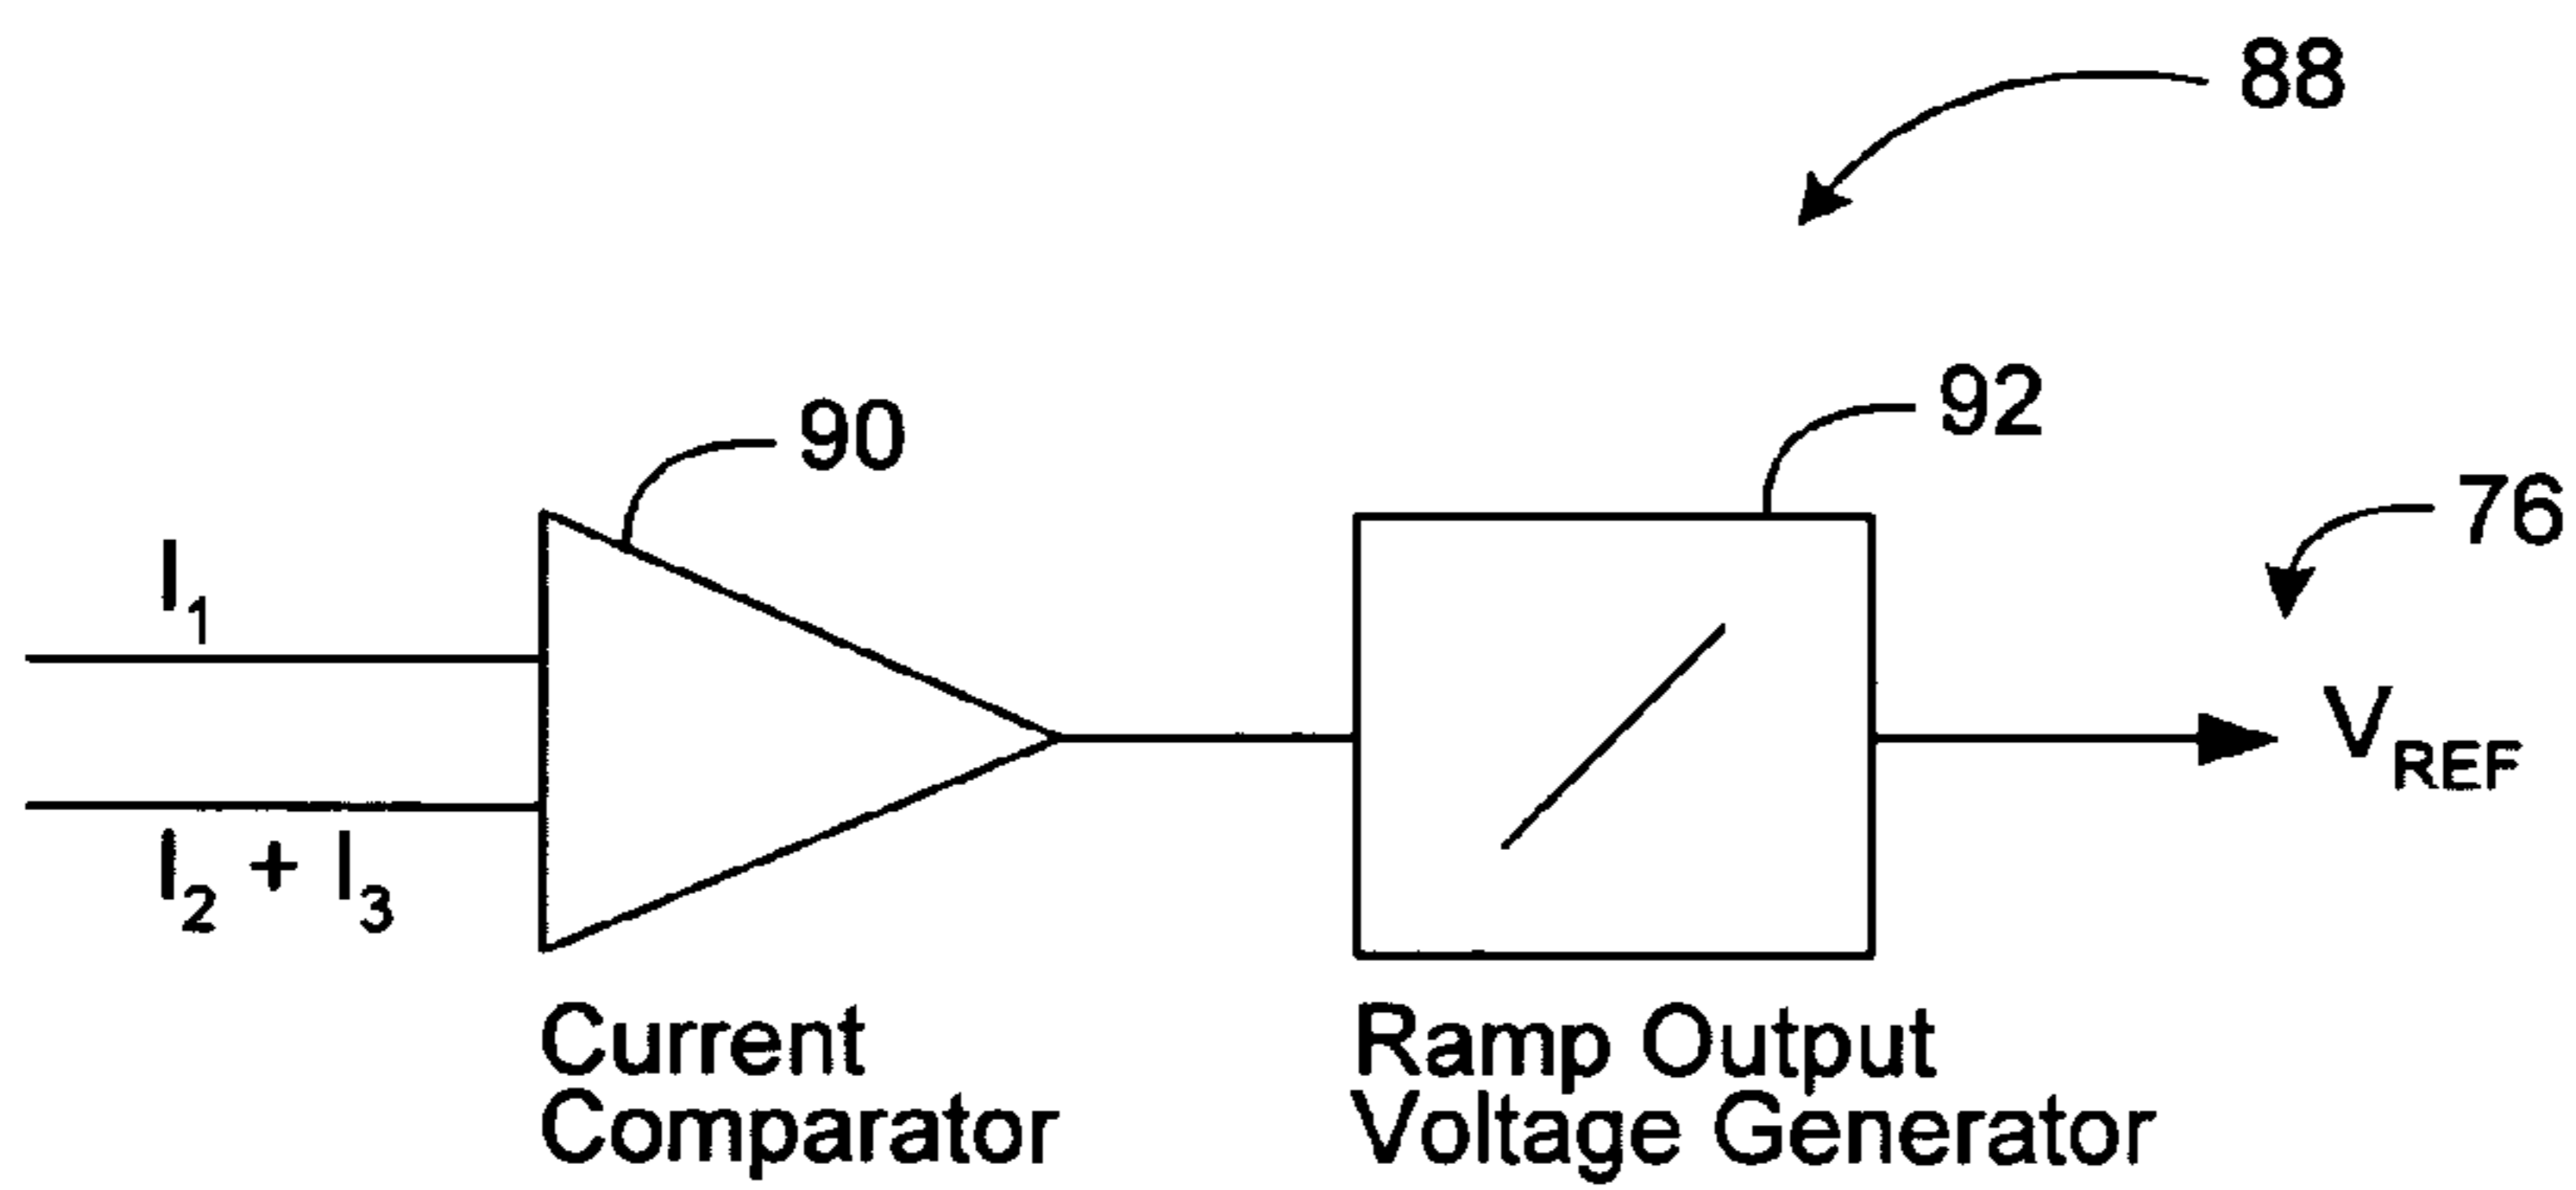 88
92
90
76
I1
VREF
I2 + I3
Current
Comparator
Ramp Output
Voltage Generator